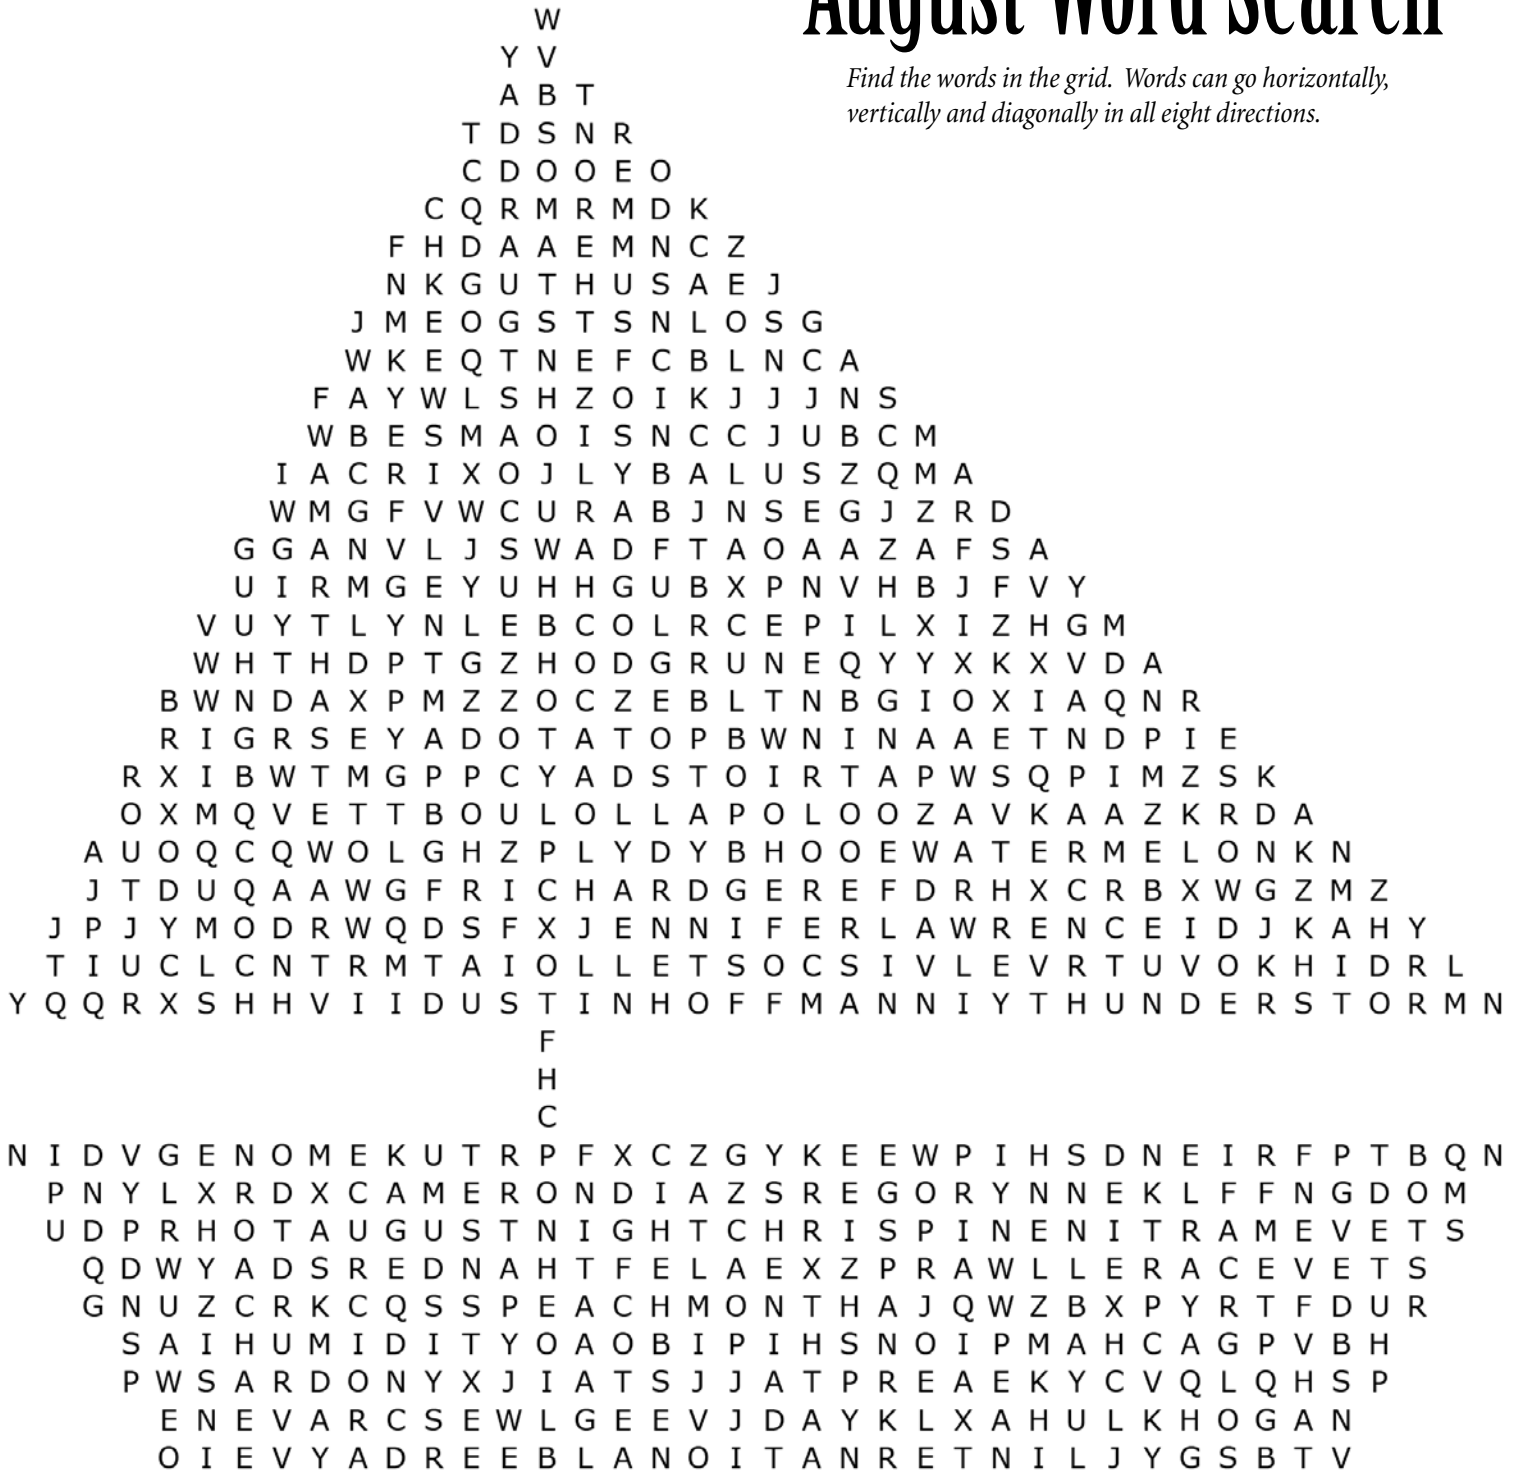 August Word Search
Find the words in the grid. Words can go horizontally,
vertically and diagonally in all eight directions.
W
Y V
A B T
T D S N R
C D O O E O
C Q R M R M D K
F H D A A E M N C Z
N K G U T H U S A E J
J M E O G S T S N L O S G
W K E Q T N E F C B L N C A
F A Y W L S H Z O I K J J J N S
W B E S M A O I S N C C J U B C M
I A C R I X O J L Y B A L U S Z Q M A
W M G F V W C U R A B J N S E G J Z R D
G G A N V L J S W A D F T A O A A Z A F S A
U I R M G E Y U H H G U B X P N V H B J F V Y
V U Y T L Y N L E B C O L R C E P I L X I Z H G M
W H T H D P T G Z H O D G R U N E Q Y Y X K X V D A
B W N D A X P M Z Z O C Z E B L T N B G I O X I A Q N R
R I G R S E Y A D O T A T O P B W N I N A A E T N D P I E
R X I B W T M G P P C Y A D S T O I R T A P W S Q P I M Z S K
O X M Q V E T T B O U L O L L A P O L O O Z A V K A A Z K R D A
A U O Q C Q W O L G H Z P L Y D Y B H O O E W A T E R M E L O N K N
J T D U Q A A W G F R I C H A R D G E R E F D R H X C R B X W G Z M Z
J P J Y M O D R W Q D S F X J E N N I F E R L A W R E N C E I D J K A H Y
T I U C L C N T R M T A I O L L E T S O C S I V L E V R T U V O K H I D R L
Y Q Q R X S H H V I I D U S T I N H O F F M A N N I Y T H U N D E R S T O R M N
F
H
C
N I D V G E N O M E K U T R P F X C Z G Y K E E W P I H S D N E I R F P T B Q N
P N Y L X R D X C A M E R O N D I A Z S R E G O R Y N N E K L F F N G D O M
U D P R H O T A U G U S T N I G H T C H R I S P I N E N I T R A M E V E T S
Q D W Y A D S R E D N A H T F E L A E X Z P R A W L L E R A C E V E T S
G N U Z C R K C Q S S P E A C H M O N T H A J Q W Z B X P Y R T F D U R
S A I H U M I D I T Y O A O B I P I H S N O I P M A H C A G P V B H
P W S A R D O N Y X J I A T S J J A T P R E A E K Y C V Q L Q H S P
E N E V A R C S E W L G E E V J D A Y K L X A H U L K H O G A N
O I E V Y A D R E E B L A N O I T A N R E T N I L J Y G S B T V